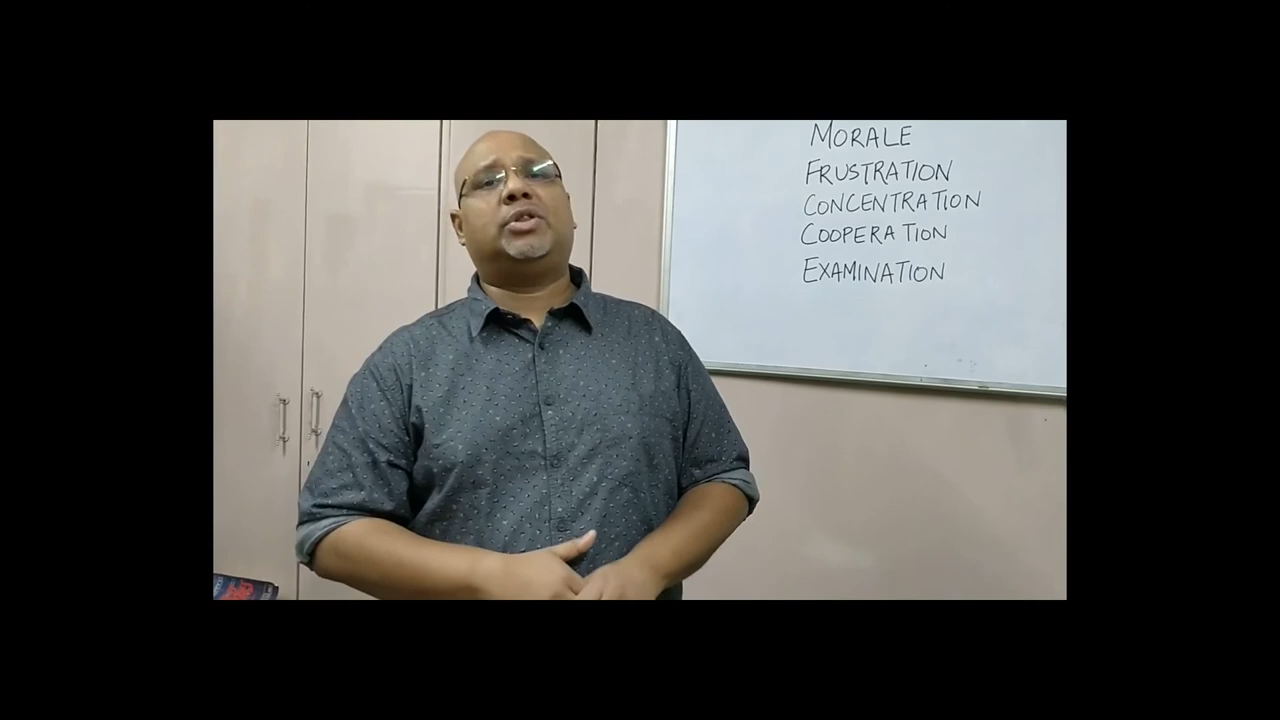 MORALE
FRUSTRATION
CONCENTRATION
COOPERATION
EXAMINATION